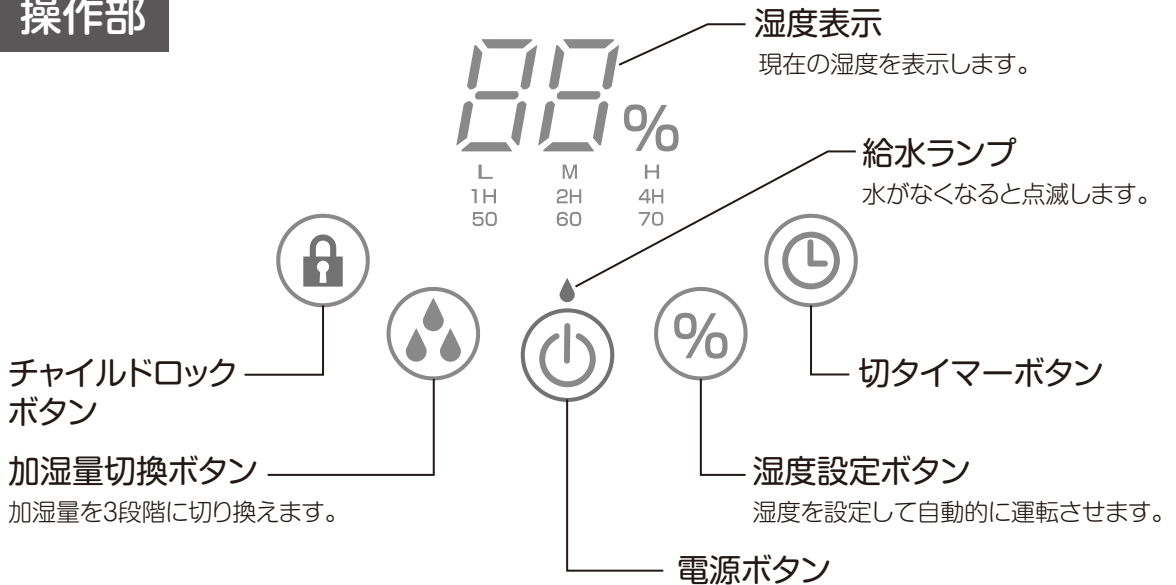 操作部
湿度表示
現在の湿度を表示します。
88%
L M H
1H 2H 4H
50 60 70
給水ランプ
水がなくなると点滅します。
%
チャイルドロック
ボタン
切タイマーボタン
加湿量切換ボタン
加湿量を3段階に切り換えます。
湿度設定ボタン
湿度を設定して自動的に運転させます。
電源ボタン